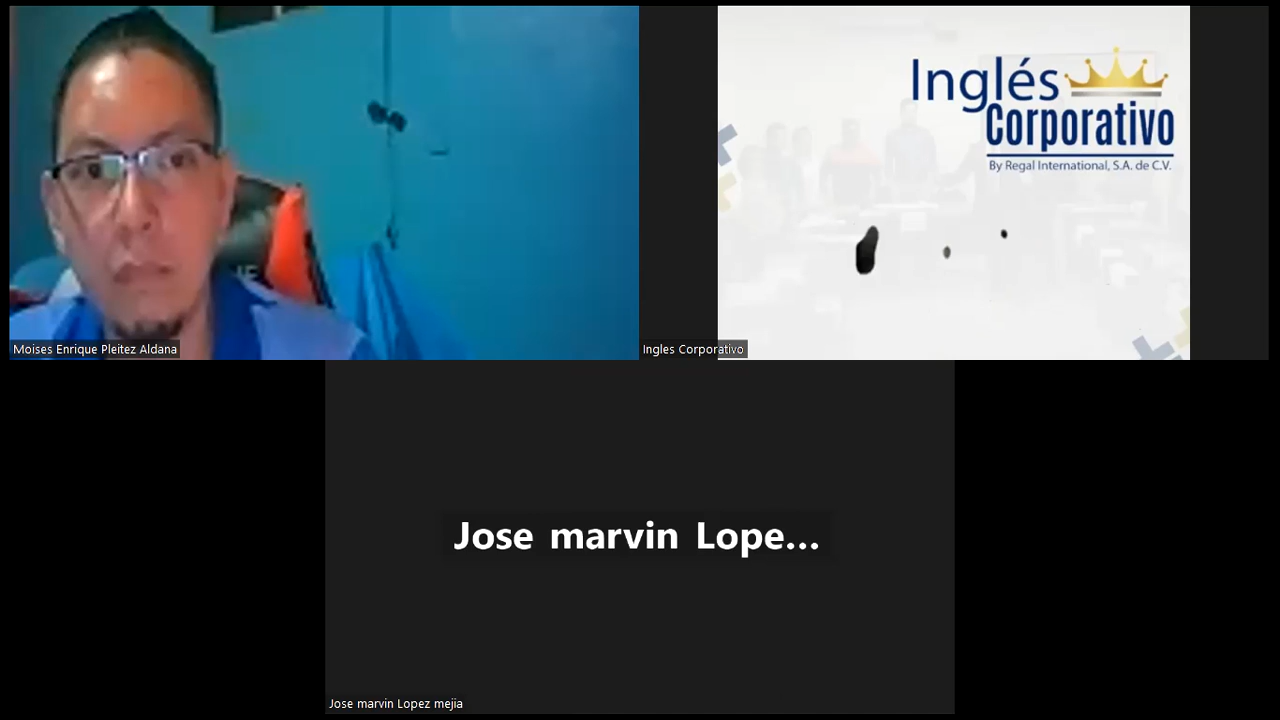 Inglés
Corporativo
By Regal International, S.A. de C.V.
Moises Enrique Pleitez Aldana
Ingles Corporativo
Jose marvin Lope...
Jose marvin Lopez mejia